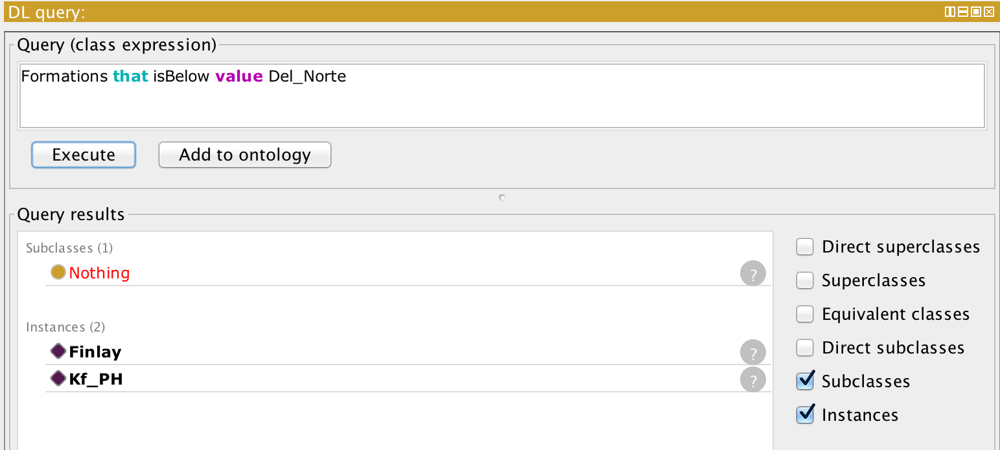 DL query:
Query (class expression)
Formations that isBelow value Del_Norte
Execute
Add to ontology
Query results
Subclasses (1)
Nothing
?
Instances (2)
Finlay
?
Kf_PH
?
Direct superclasses
Superclasses
Equivalent classes
Direct subclasses
Subclasses
Instances